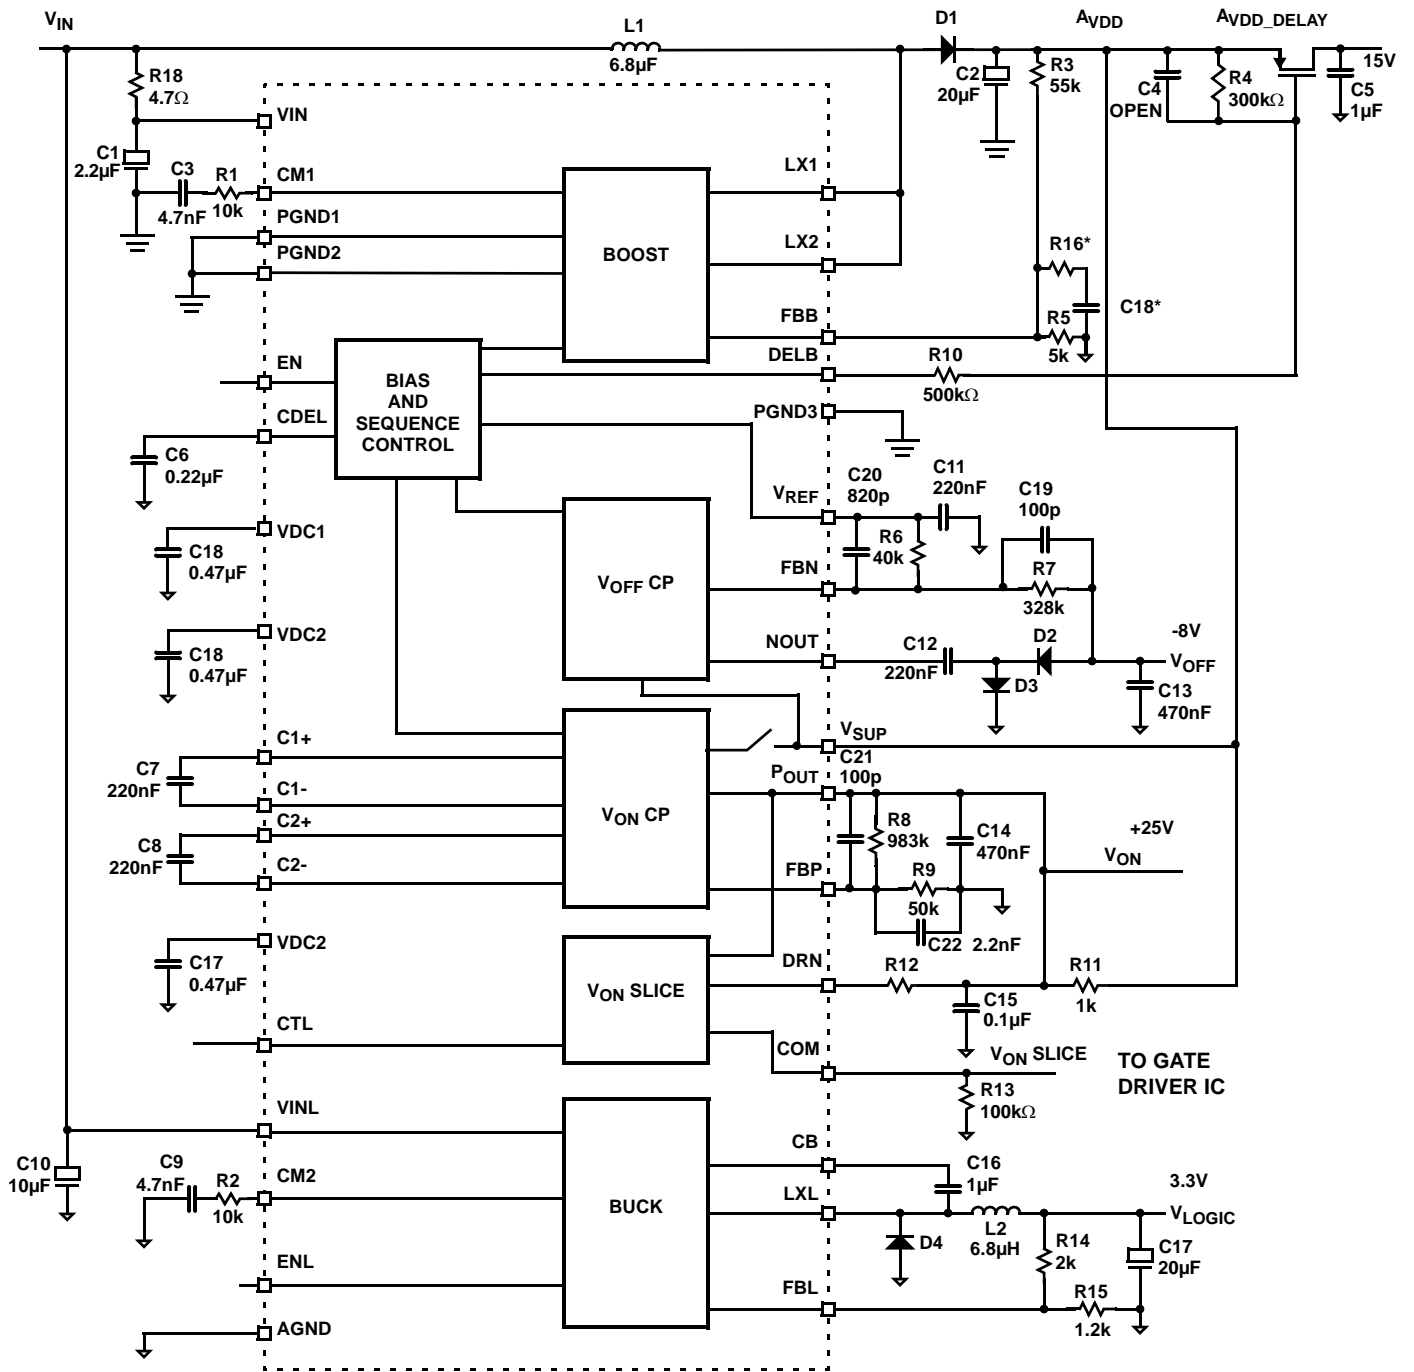 VIN
L1
6.8µF
D1
AVDD
AVDD_DELAY
15V
R18
4.7Ω
C2
20µF
R3
55k
C4
OPEN
R4
300kΩ
C5
1µF
VIN
C1
2.2µF
C3
4.7nF
R1
10k
CM1
LX1
PGND1
PGND2
BOOST
LX2
R16*
C18*
FBB
R5
5k
EN
BIAS
AND
SEQUENCE
CONTROL
DELB
R10
500kΩ
CDEL
PGND3
C6
0.22µF
VREF
C20
820p
C11
220nF
C19
100p
VDC1
C18
0.47µF
R6
40k
VOFF CP
FBN
R7
328k
VDC2
C18
0.47µF
NOUT
C12
220nF
D2
D3
-8V
VOFF
C13
470nF
C1+
VSUP
C7
220nF
C1-
POUT
C21
100p
C2+
VON CP
R8
983k
C14
470nF
+25V
VON
C8
220nF
C2-
FBP
R9
50k
C22 2.2nF
VDC2
C17
0.47µF
VON SLICE
DRN
R12
R11
1k
C15
0.1µF
CTL
COM
VON SLICE
TO GATE
DRIVER IC
R13
100kΩ
VINL
CB
C10
10µF
C9
4.7nF
R2
10k
CM2
BUCK
C16
1µF
LXL
L2
6.8µH
3.3V
VLOGIC
D4
R14
2k
C17
20µF
ENL
FBL
R15
1.2k
AGND